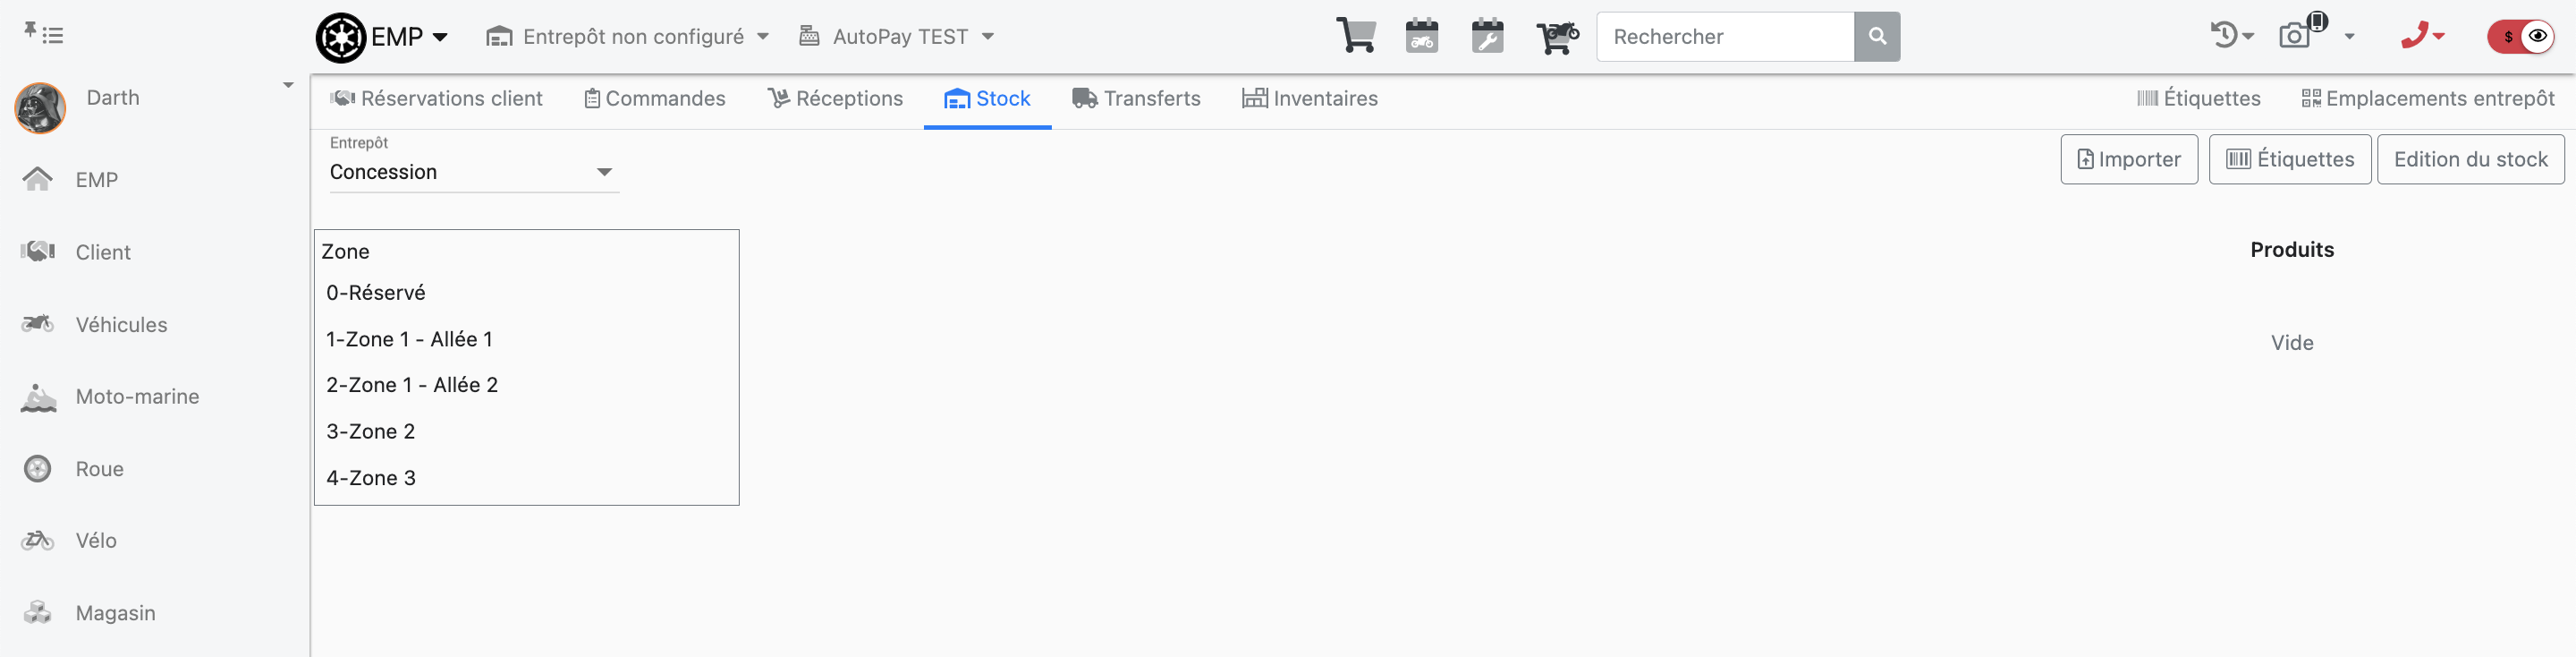 EMP
Entrepôt non configuré
AutoPay TEST
Rechercher
$
Darth
EMP
Client
Véhicules
Moto-marine
Roue
Vélo
Magasin
Réservations client
Commandes
Réceptions
Stock
Transferts
Inventaires
Étiquettes
Emplacements entrepôt
Entrepôt
Concession
Importer
Étiquettes
Edition du stock
Zone
0-Réservé
1-Zone 1 - Allée 1
2-Zone 1 - Allée 2
3-Zone 2
4-Zone 3
Produits
Vide